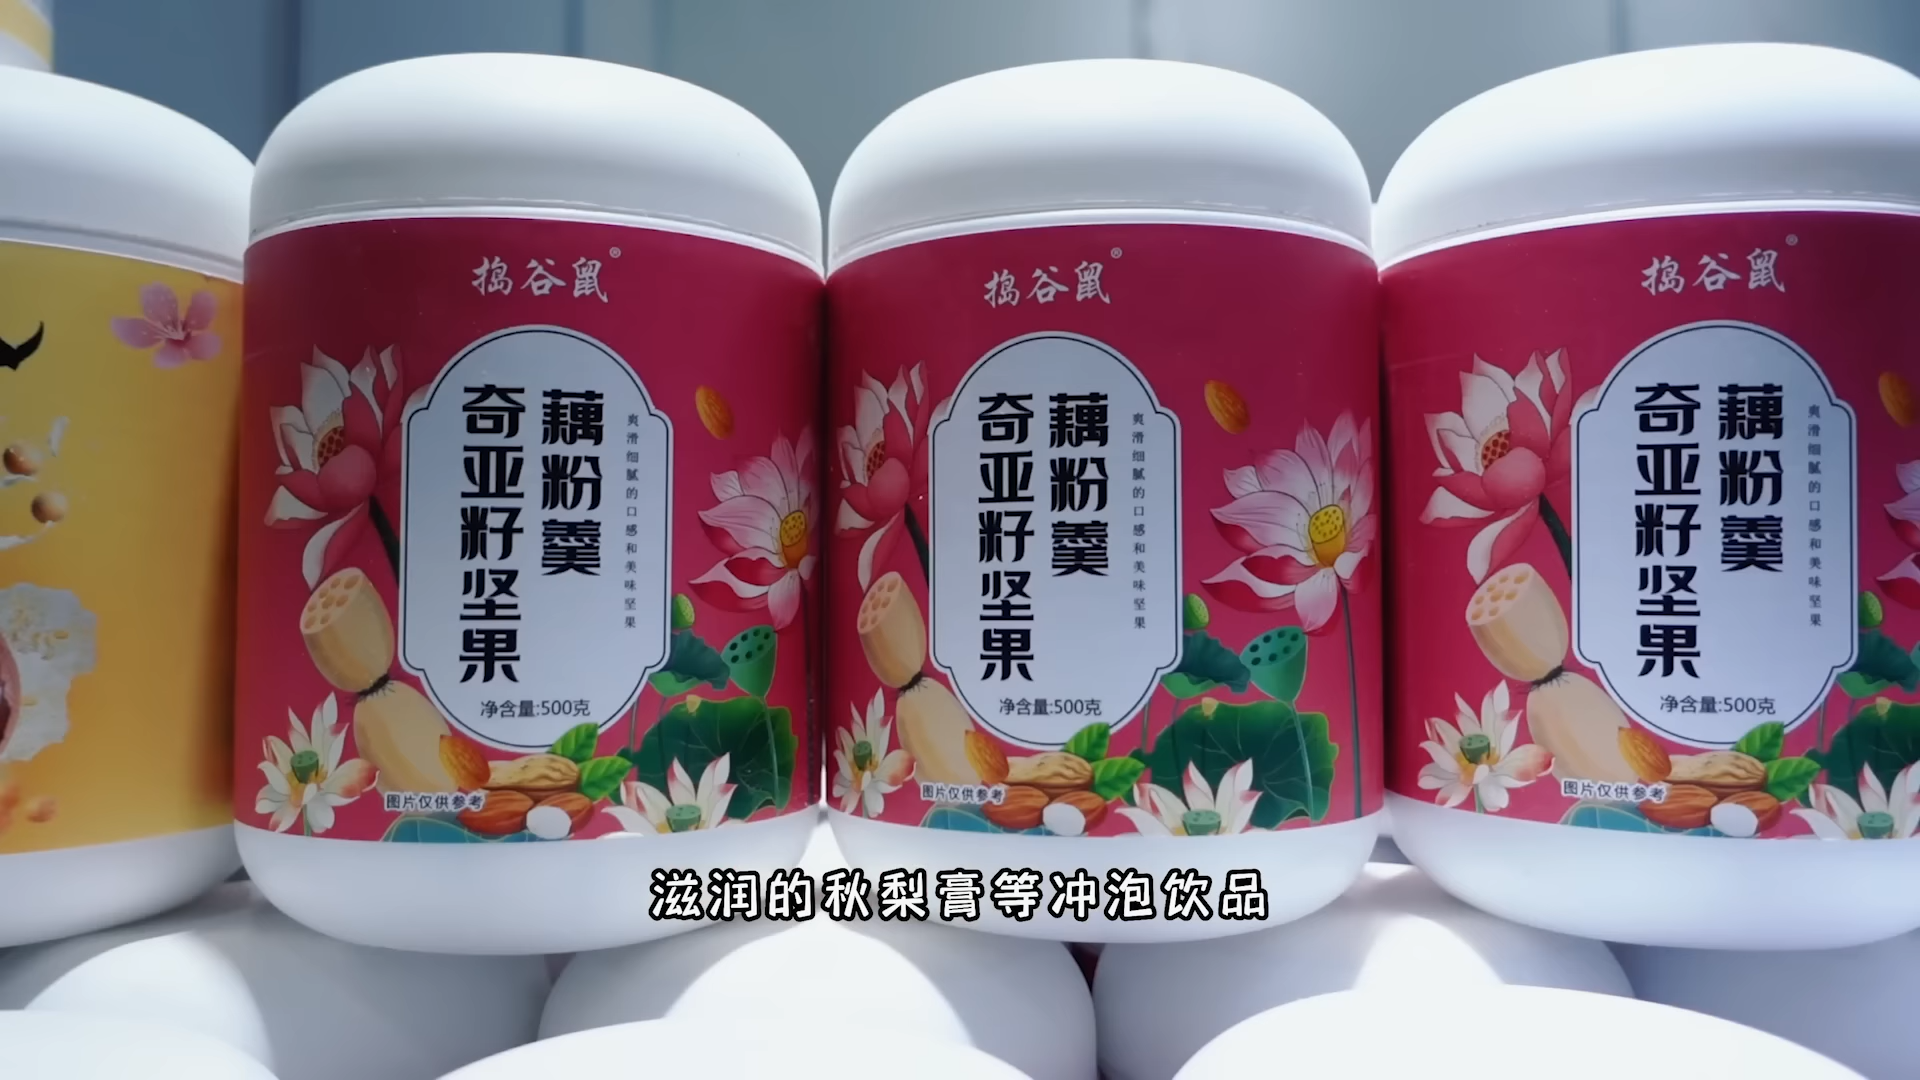 捣谷鼠®
藕粉羹
奇亚籽坚果
爽滑细腻的口感和美味坚果
净含量:500克
图片仅供参考
捣谷鼠®
藕粉羹
奇亚籽坚果
爽滑细腻的口感和美味坚果
净含量:500克
图片仅供参考
捣谷鼠®
藕粉羹
奇亚籽坚果
爽滑细腻的口感和美味坚果
净含量:500克
图片仅供参考
滋润的秋梨膏等冲泡饮品